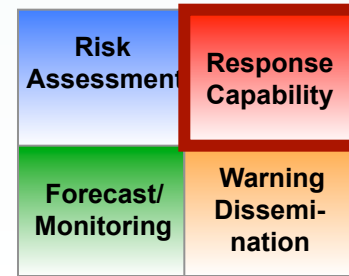 Risk
Assessment
Response
Capability
Forecast/
Monitoring
Warning
Dissemi-
nation